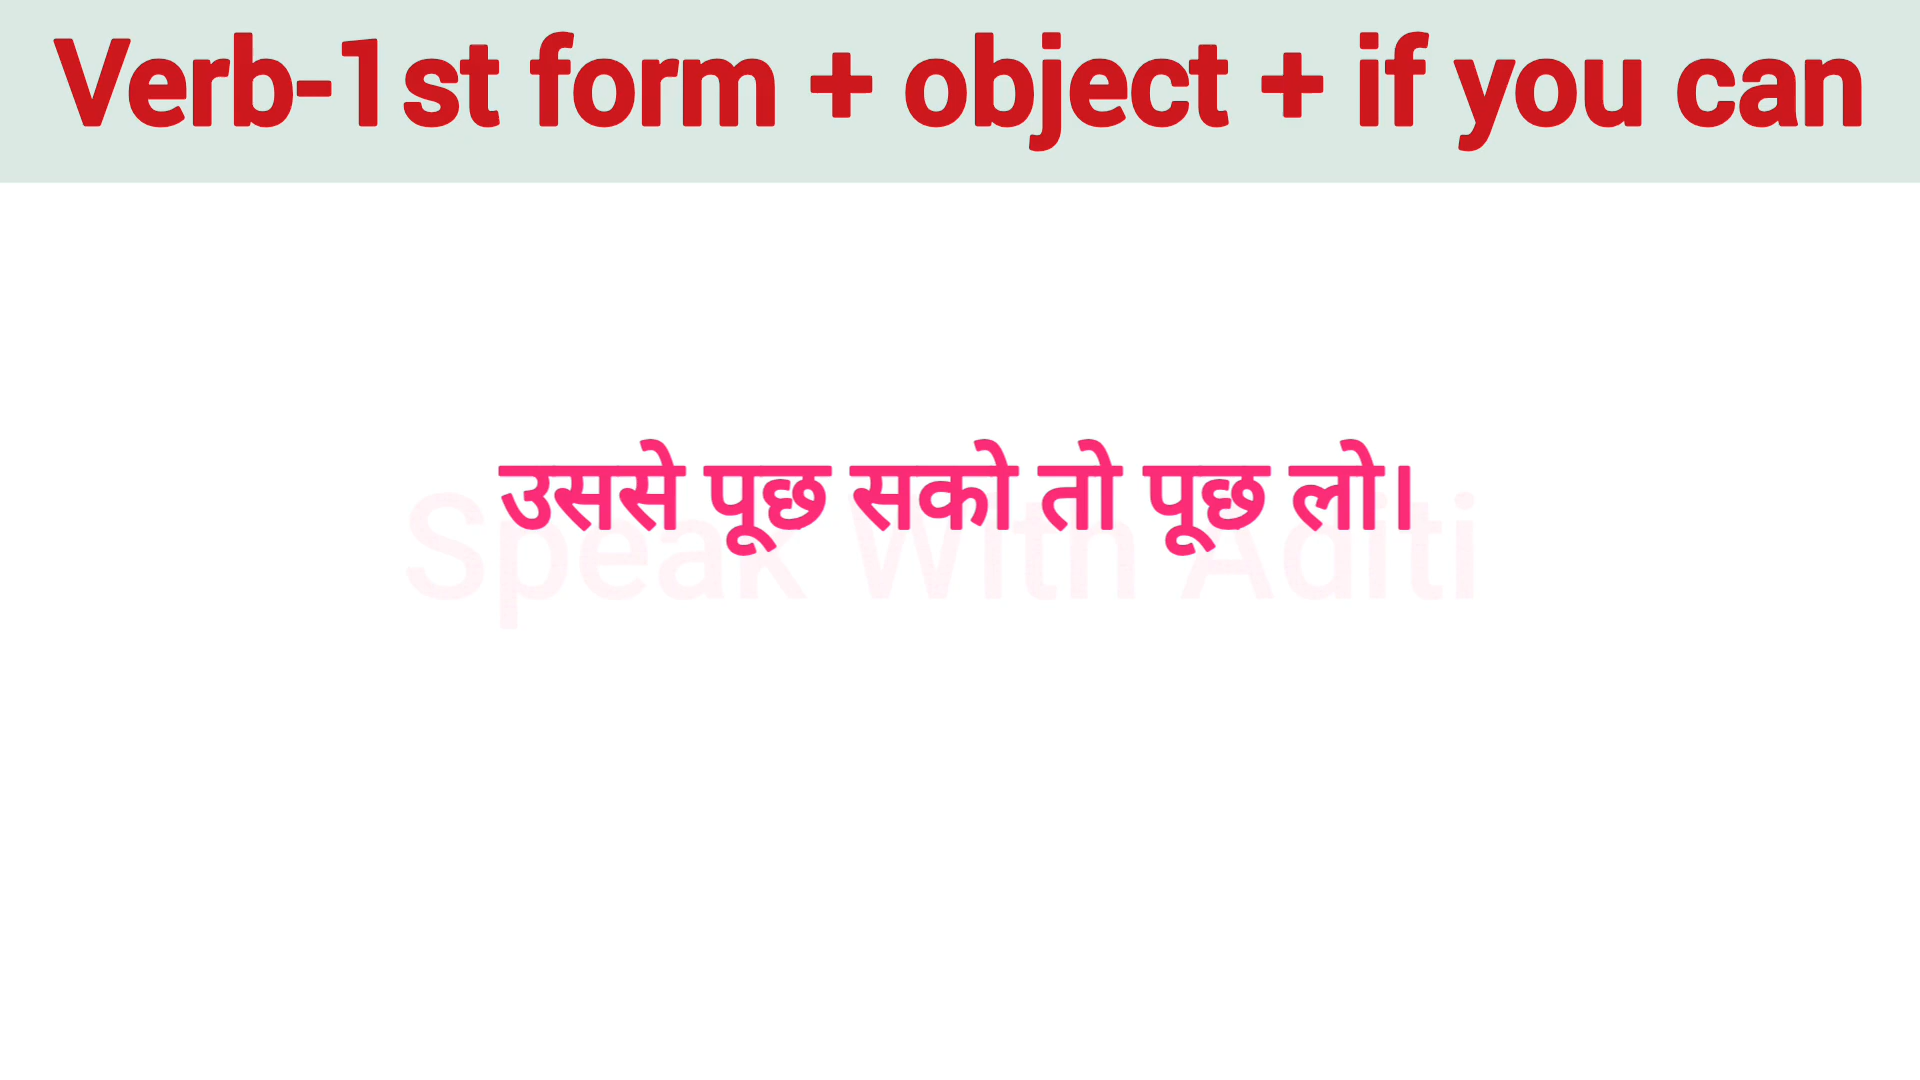 Verb-1st form + object + if you can
उससे पूछ सको तो पूछ लो।
Speak With Aditi